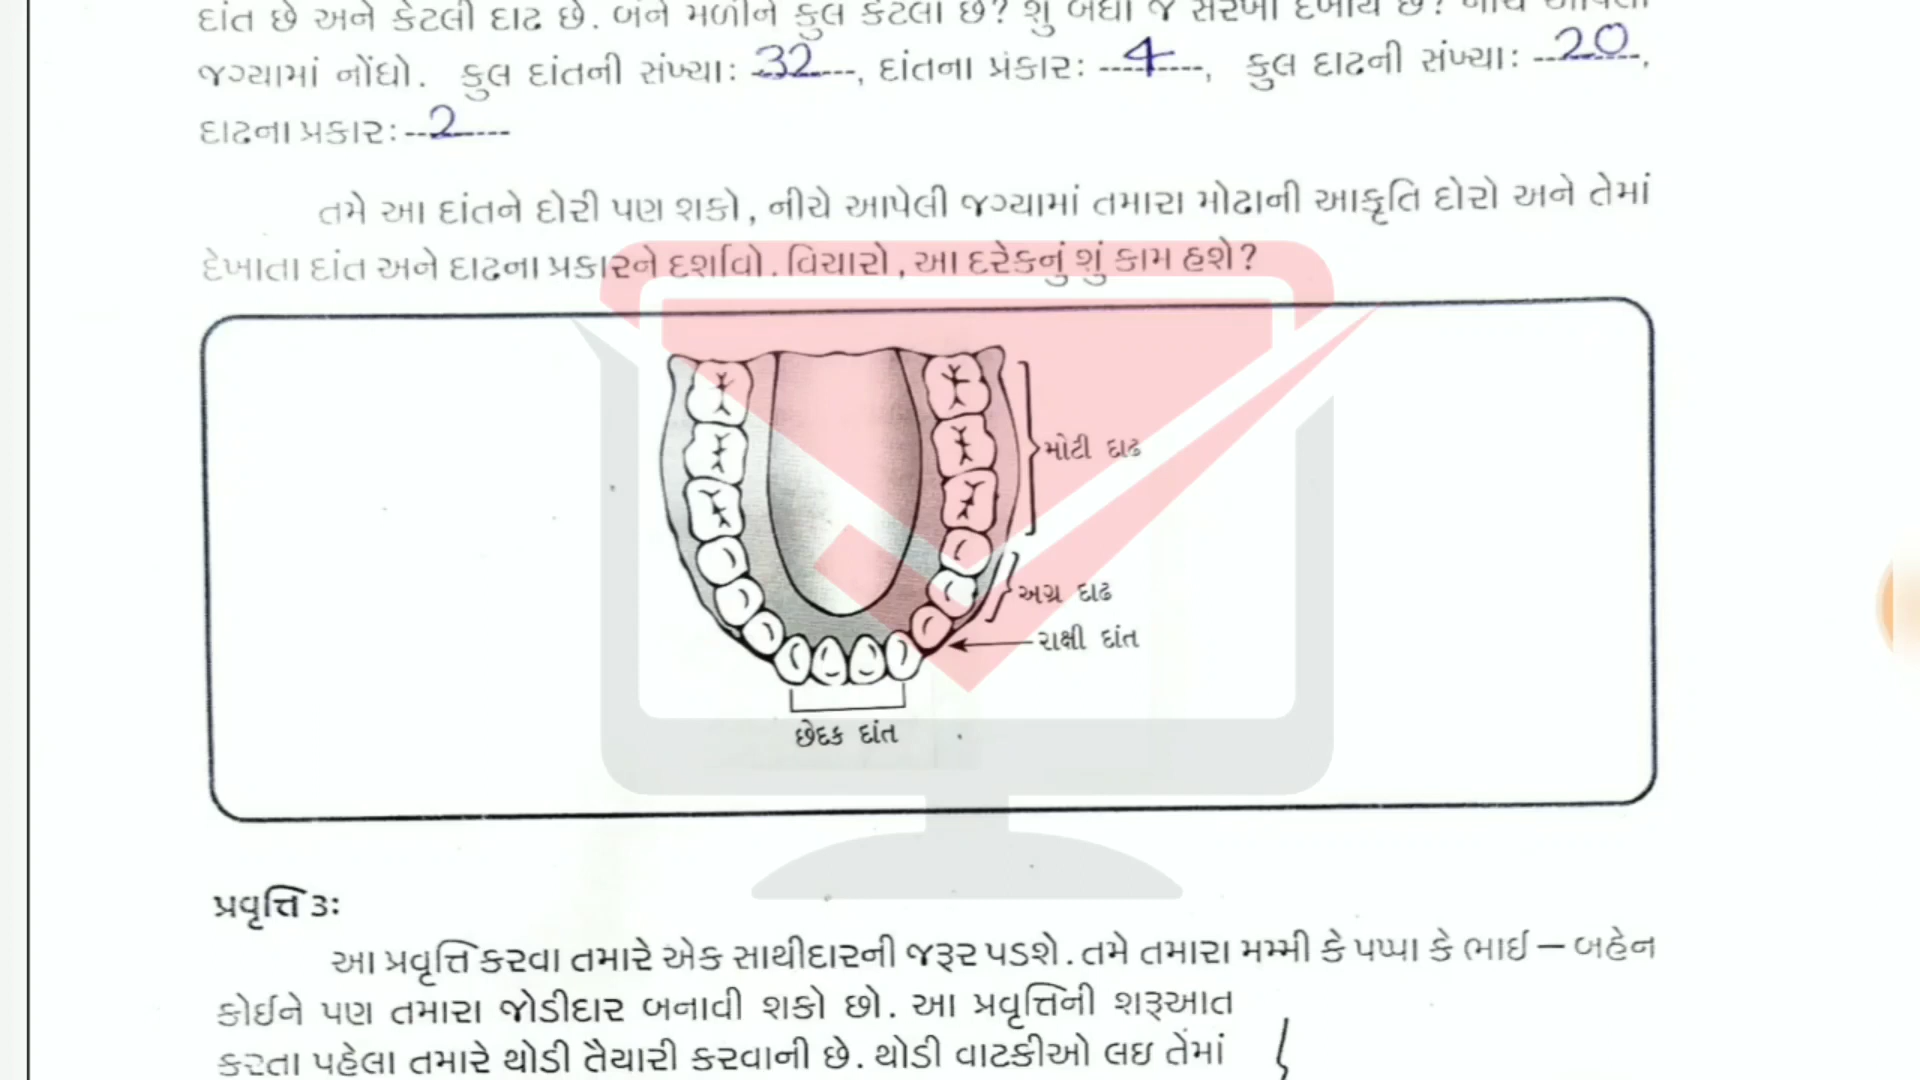 દાંત છે અને કેટલી દાઢ છે. બંને મળીને કુલ કેટલા છે? શું બધા જ સરખા દેખાય છે? નીચે આપેલી
જગ્યામાં નોંધો. કુલ દાંતની સંખ્યા: 32, દાંતના પ્રકાર: 4, કુલ દાઢની સંખ્યા: 20,
દાઢના પ્રકાર: 2
તમે આ દાંતને દોરી પણ શકો, નીચે આપેલી જગ્યામાં તમારા મોઢાની આકૃતિ દોરો અને તેમાં
દેખાતા દાંત અને દાઢના પ્રકારને દર્શાવો. વિચારો, આ દરેકનું શું કામ હશે?
મોટી દાઢ
અગ્ર દાઢ
રાક્ષી દાંત
છેદક દાંત
પ્રવૃત્તિ ૩:
આ પ્રવૃત્તિ કરવા તમારે એક સાથીદારની જરૂર પડશે. તમે તમારા મમ્મી કે પપ્પા કે ભાઈ – બહેન
કોઈને પણ તમારા જોડીદાર બનાવી શકો છો. આ પ્રવૃત્તિની શરૂઆત
કરતા પહેલા તમારે થોડી તૈયારી કરવાની છે. થોડી વાટકીઓ લઇ તેમાં